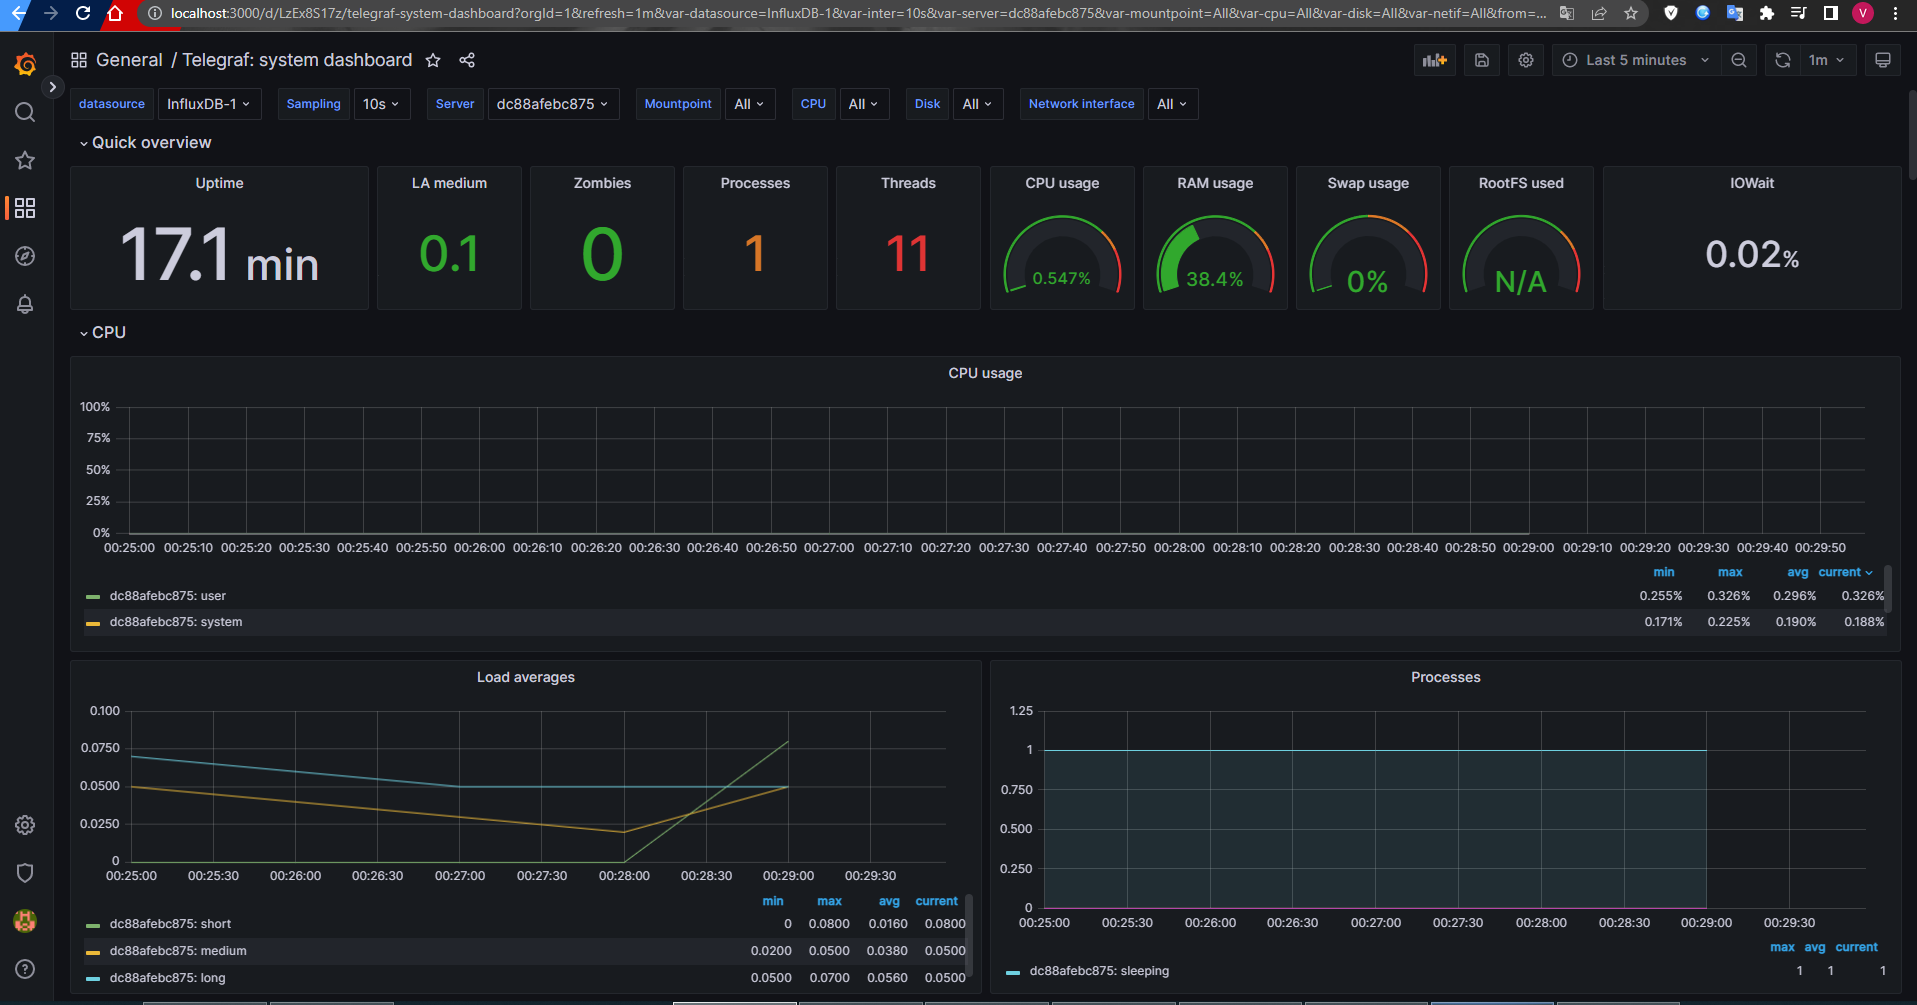 localhost:3000/d/LzEx8S17z/telegraf-system-dashboard?orgId=1&refresh=1m&var-datasource=InfluxDB-1&var-inter=10s&var-server=dc88afebc875&var-mountpoint=All&var-cpu=All&var-disk=All&var-netif=All&from=...
V
General / Telegraf: system dashboard
Last 5 minutes
1m
datasource InfluxDB-1 Sampling 10s Server dc88afebc875 Mountpoint All CPU All Disk All Network interface All
Quick overview
Uptime LA medium Zombies Processes Threads CPU usage RAM usage Swap usage RootFS used IOWait
17.1 min 0.1 0 1 11 0.547% 38.4% 0% N/A 0.02%
CPU
CPU usage
100%
75%
50%
25%
0%
00:25:00 00:25:10 00:25:20 00:25:30 00:25:40 00:25:50 00:26:00 00:26:10 00:26:20 00:26:30 00:26:40 00:26:50 00:27:00 00:27:10 00:27:20 00:27:30 00:27:40 00:27:50 00:28:00 00:28:10 00:28:20 00:28:30 00:28:40 00:28:50 00:29:00 00:29:10 00:29:20 00:29:30 00:29:40 00:29:50
min max avg current
dc88afebc875: user 0.255% 0.326% 0.296% 0.326%
dc88afebc875: system 0.171% 0.225% 0.190% 0.188%
Load averages
0.100
0.0750
0.0500
0.0250
0
00:25:00 00:25:30 00:26:00 00:26:30 00:27:00 00:27:30 00:28:00 00:28:30 00:29:00 00:29:30
min max avg current
dc88afebc875: short 0 0.0800 0.0160 0.0800
dc88afebc875: medium 0.0200 0.0500 0.0380 0.0500
dc88afebc875: long 0.0500 0.0700 0.0560 0.0500
Processes
1.25
1
0.750
0.500
0.250
0
00:25:00 00:25:30 00:26:00 00:26:30 00:27:00 00:27:30 00:28:00 00:28:30 00:29:00 00:29:30
max avg current
dc88afebc875: sleeping 1 1 1